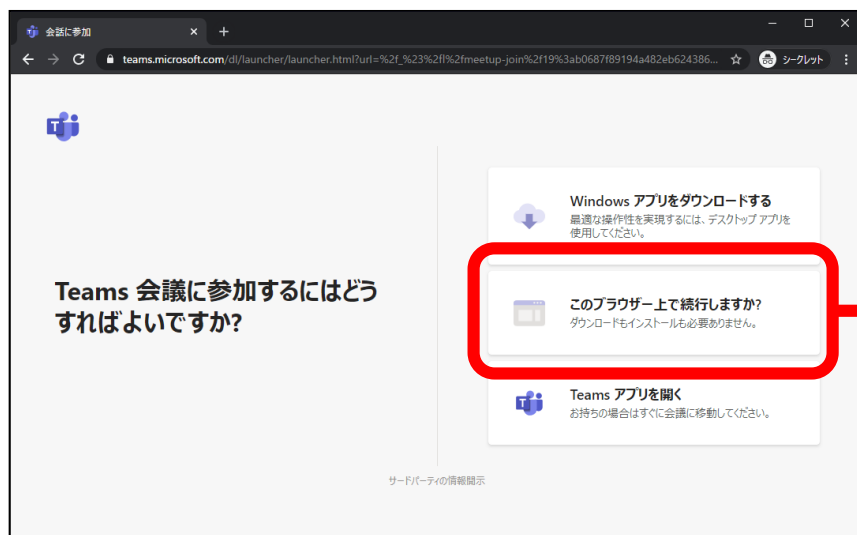 会話に参加
teams.microsoft.com/dl/launcher/launcher.html?url=%2f_%23%2fl%2fmeetup-join%2f19%3ab0687f89194a482eb624386...
シークレット
Windows アプリをダウンロードする
最適な操作性を実現するには、デスクトップ アプリを
使用してください。
Teams 会議に参加するにはどう
すればよいですか?
このブラウザー上で続行しますか?
ダウンロードもインストールも必要ありません。
Teams アプリを開く
お持ちの場合はすぐに会議に移動してください。
サードパーティの情報開示